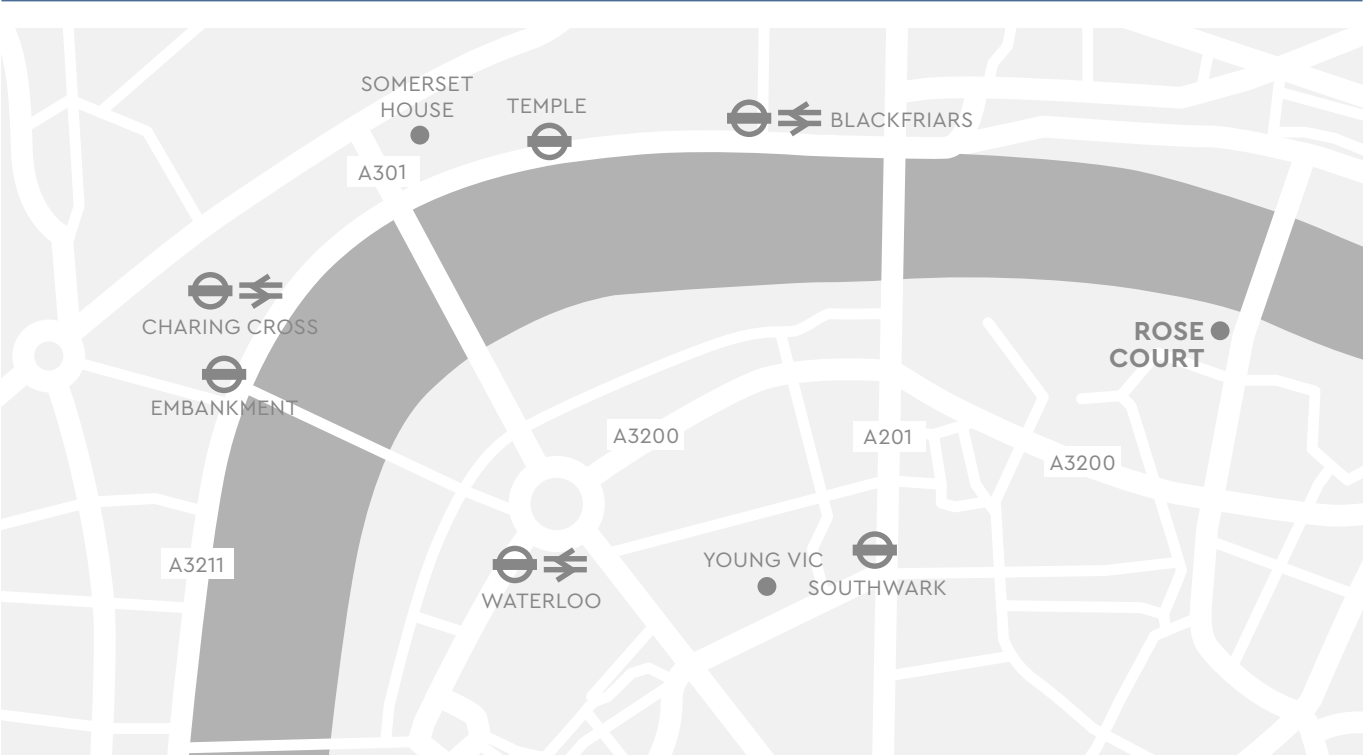 SOMERSET
HOUSE
TEMPLE
BLACKFRIARS
A301
CHARING CROSS
ROSE
COURT
EMBANKMENT
A3200
A201
A3200
A3211
YOUNG VIC
SOUTHWARK
WATERLOO